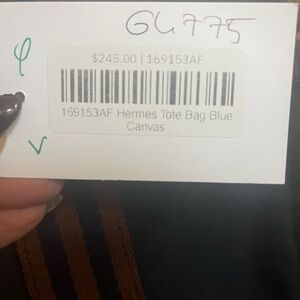 GL775
$245.00 | 169153AF
169153AF Hermes Tote Bag Blue
Canvas